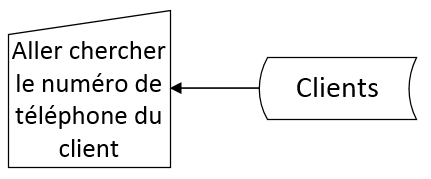 Aller chercher
le numéro de
téléphone du
client
Clients